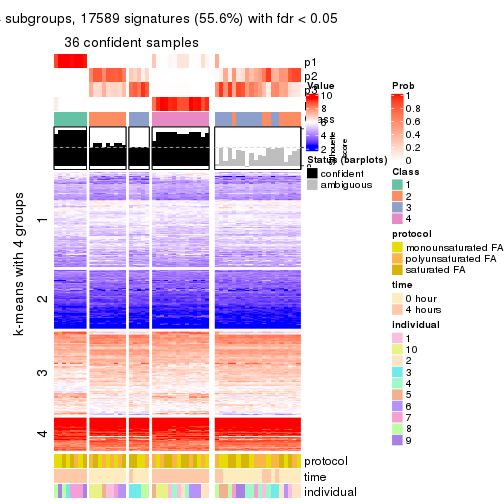 subgroups, 17589 signatures (55.6%) with fdr < 0.05
36 confident samples
p1
p2
p3
Value
10
8
6
4
2
Silhouette
score
Status (barplots)
confident
ambiguous
Prob
1
0.8
0.6
0.4
0.2
0
Class
1
2
3
4
protocol
monounsaturated FA
polyunsaturated FA
saturated FA
time
0 hour
4 hours
individual
1
10
2
3
4
5
6
7
8
9
k-means with 4 groups
1
2
3
4
protocol
time
individual